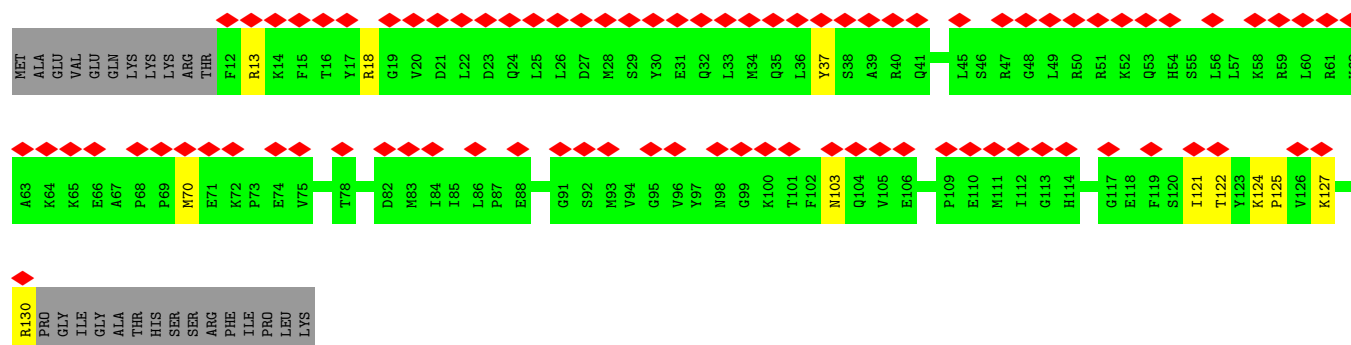 MET ALA GLU VAL GLU GLN LYS LYS LYS ARG THR F12 R13 K14 F15 T16 Y17 R18 G19 V20 D21 L22 D23 Q24 L25 L26 D27 M28 S29 Y30 E31 Q32 L33 M34 Q35 L36 Y37 S38 A39 R40 Q41 L45 S46 R47 G48 L49 R50 R51 K52 Q53 H54 S55 L56 L57 K58 R59 L60 R61
A63 K64 K65 E66 A67 P68 P69 M70 E71 K72 P73 E74 V75 T78 D82 M83 I84 I85 L86 P87 E88 G91 S92 M93 V94 G95 V96 Y97 N98 G99 K100 T101 F102 N103 Q104 V105 E106 P109 E110 M111 I112 G113 H114 G117 E118 F119 S120 I121 T122 Y123 K124 P125 V126 K127
R130 PRO GLY ILE GLY ALA THR HIS SER SER ARG PHE ILE PRO LEU LYS